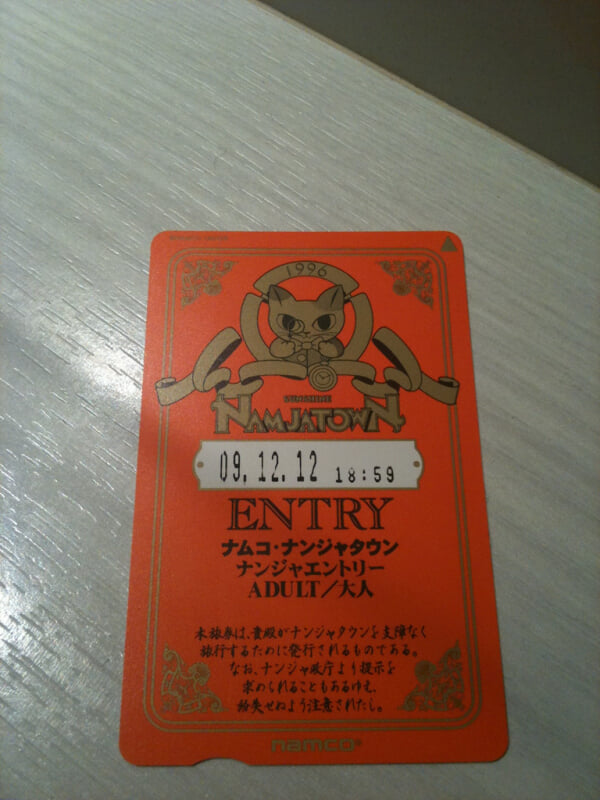 1996
SUNSHINE
NAMJATOWN
09.12.12 18:59
ENTRY
ナムコ・ナンジャタウン
ナンジャエントリー
ADULT/大人
本旅券は、貴殿がナンジャタウンを支障なく
旅行するために発行されるものである。
なお、ナンジャ政庁より提示を
求められることもあるゆえ、
紛失せぬよう注意されたし。
namco®